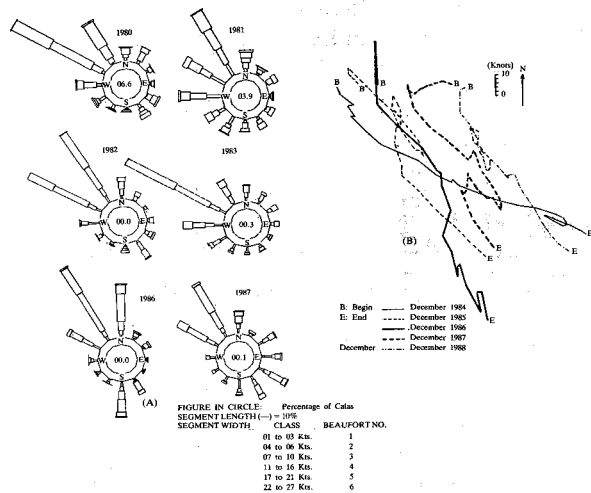 1980
N
W 06.6 E
S
1981
N
W 03.9 E
S
1982
N
W 00.0 E
S
1983
N
W 00.3 E
S
1986
N
W 00.0 E
S
1987
N
W 00.1 E
S
(A)
(Knots) 10
0
N
B B B B B
E
E
E
E
E
(B)
B: Begin December 1984
E: End December 1985
December 1986
December 1987
December December 1988
FIGURE IN CIRCLE: Percentage of Calas
SEGMENT LENGTH (—) = 10%
SEGMENT WIDTH CLASS BEAUFORT NO.
01 to 03 Kts. 1
04 to 06 Kts. 2
07 to 10 Kts. 3
11 to 16 Kts. 4
17 to 21 Kts. 5
22 to 27 Kts. 6